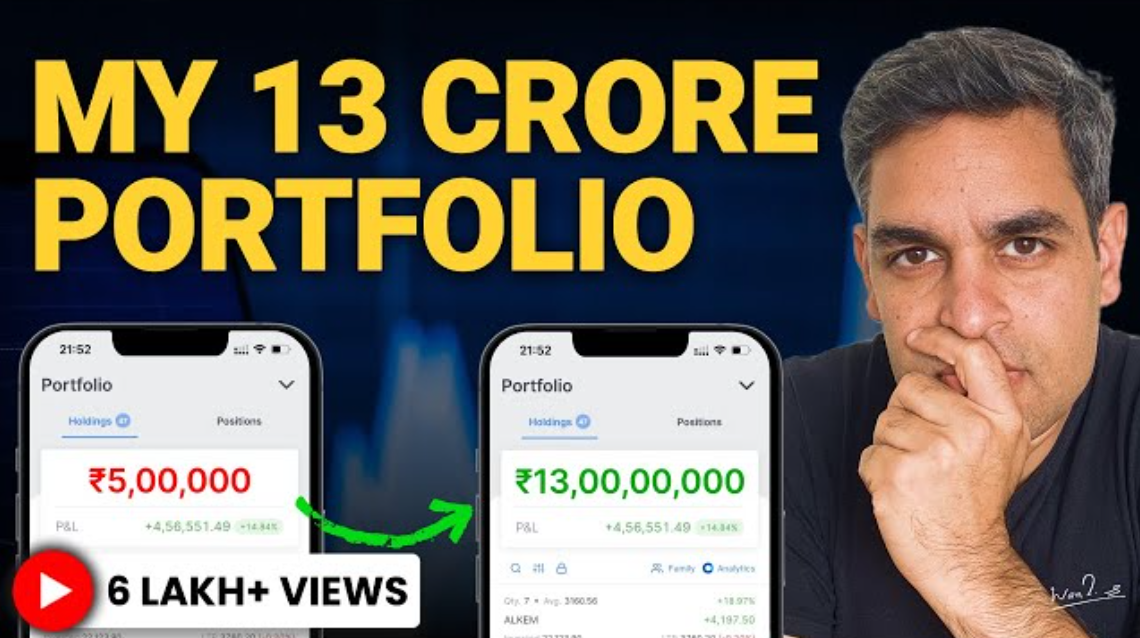 MY 13 CRORE
PORTFOLIO
21:52
Portfolio
Holdings 47
Positions
₹5,00,000
P&L +4,56,551.49 +14.84%
6 LAKH+ VIEWS
21:52
Portfolio
Holdings 47
Positions
₹13,00,00,000
P&L +4,56,551.49 +14.84%
Family Analytics
Qty. 7 • Avg. 3160.56 +18.97%
ALKEM +4,197.50